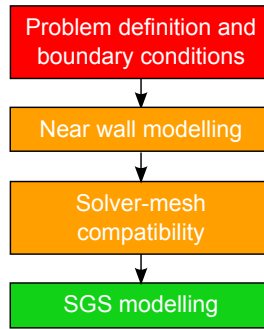 Problem definition and
boundary conditions
Near wall modelling
Solver-mesh
compatibility
SGS modelling